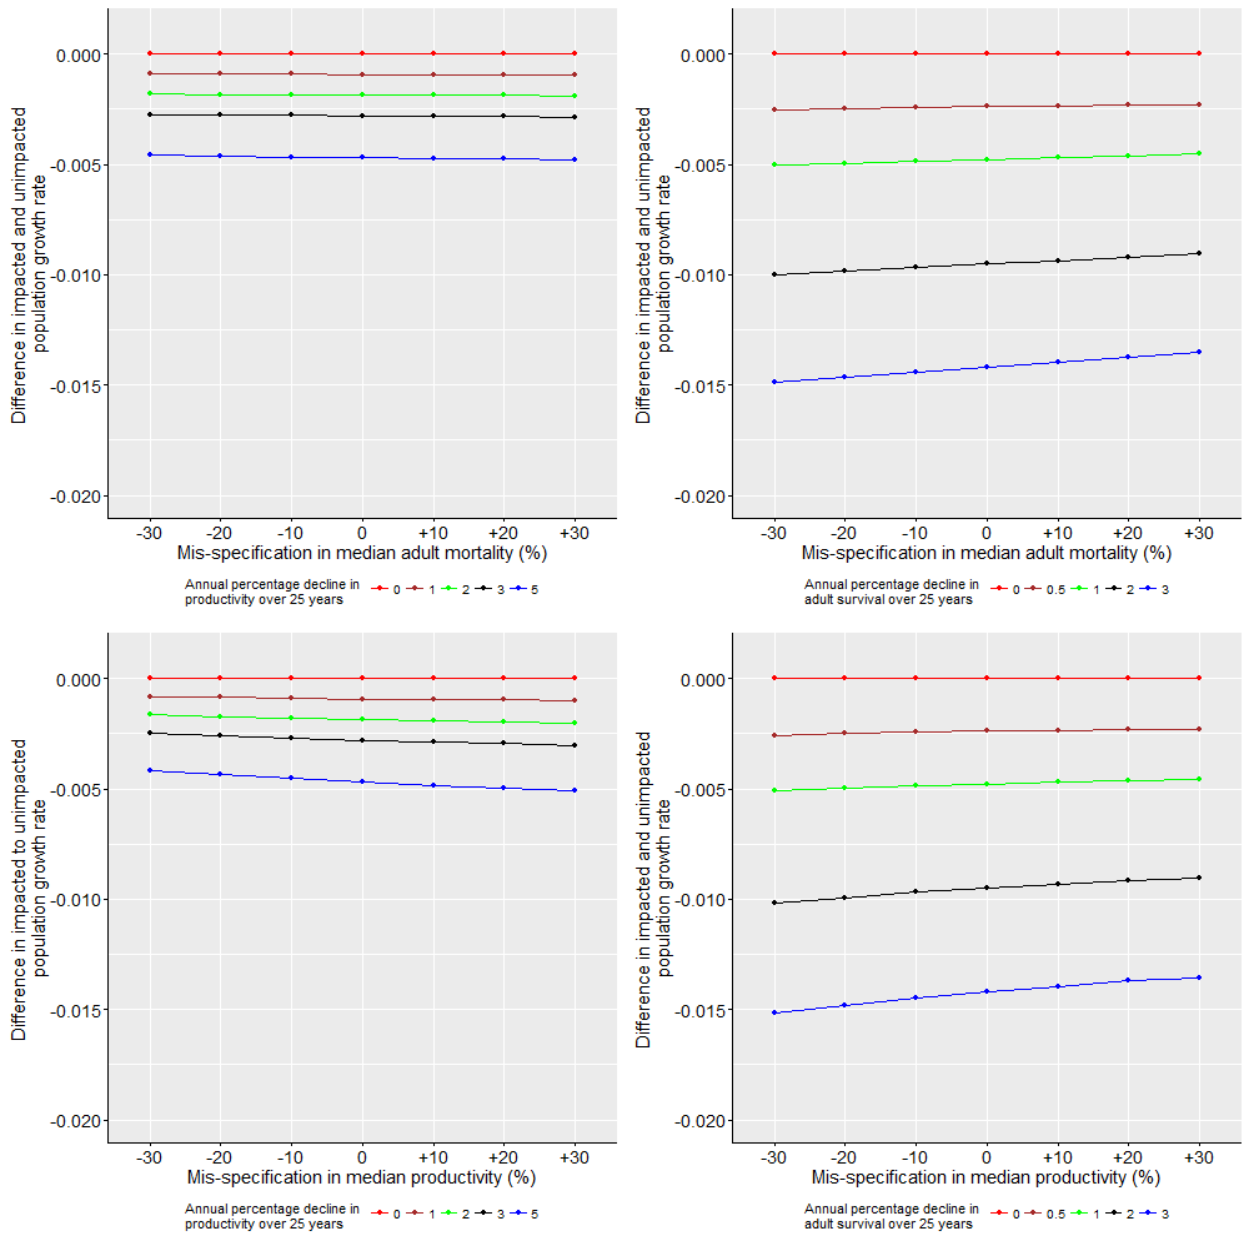 Difference in impacted and unimpacted
population growth rate
0.000
-0.005
-0.010
-0.015
-0.020
-30 -20 -10 0 +10 +20 +30
Mis-specification in median adult mortality (%)
Annual percentage decline in
productivity over 25 years
0 1 2 3 5
Difference in impacted and unimpacted
population growth rate
0.000
-0.005
-0.010
-0.015
-0.020
-30 -20 -10 0 +10 +20 +30
Mis-specification in median adult mortality (%)
Annual percentage decline in
adult survival over 25 years
0 0.5 1 2 3
Difference in impacted to unimpacted
population growth rate
0.000
-0.005
-0.010
-0.015
-0.020
-30 -20 -10 0 +10 +20 +30
Mis-specification in median productivity (%)
Annual percentage decline in
productivity over 25 years
0 1 2 3 5
Difference in impacted and unimpacted
population growth rate
0.000
-0.005
-0.010
-0.015
-0.020
-30 -20 -10 0 +10 +20 +30
Mis-specification in median productivity (%)
Annual percentage decline in
adult survival over 25 years
0 0.5 1 2 3